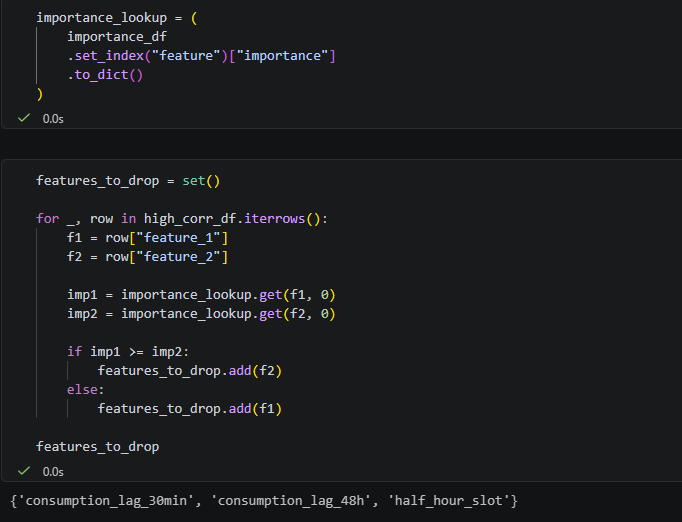 importance_lookup = (
    importance_df
    .set_index("feature")["importance"]
    .to_dict()
)
0.0s
features_to_drop = set()
for _, row in high_corr_df.iterrows():
    f1 = row["feature_1"]
    f2 = row["feature_2"]
    imp1 = importance_lookup.get(f1, 0)
    imp2 = importance_lookup.get(f2, 0)
    if imp1 >= imp2:
        features_to_drop.add(f2)
    else:
        features_to_drop.add(f1)
features_to_drop
0.0s
{'consumption_lag_30min', 'consumption_lag_48h', 'half_hour_slot'}